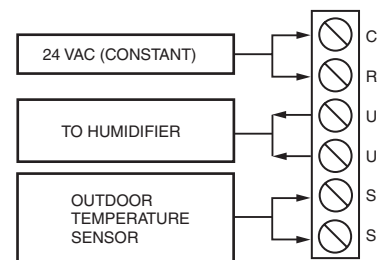 24 VAC (CONSTANT)
C
R
TO HUMIDIFIER
U
U
OUTDOOR
TEMPERATURE
SENSOR
S
S